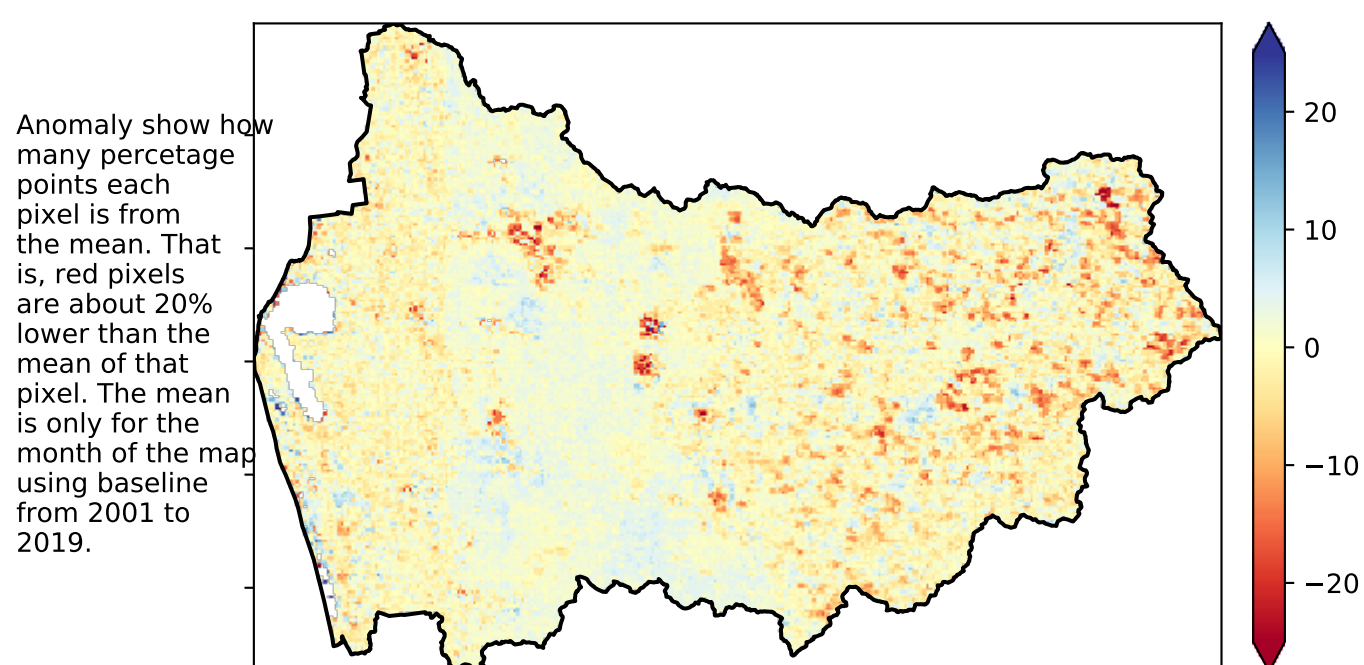 Anomaly show how
many percetage
points each
pixel is from
the mean. That
is, red pixels
are about 20%
lower than the
mean of that
pixel. The mean
is only for the
month of the map
using baseline
from 2001 to
2019.
20
10
0
−10
−20